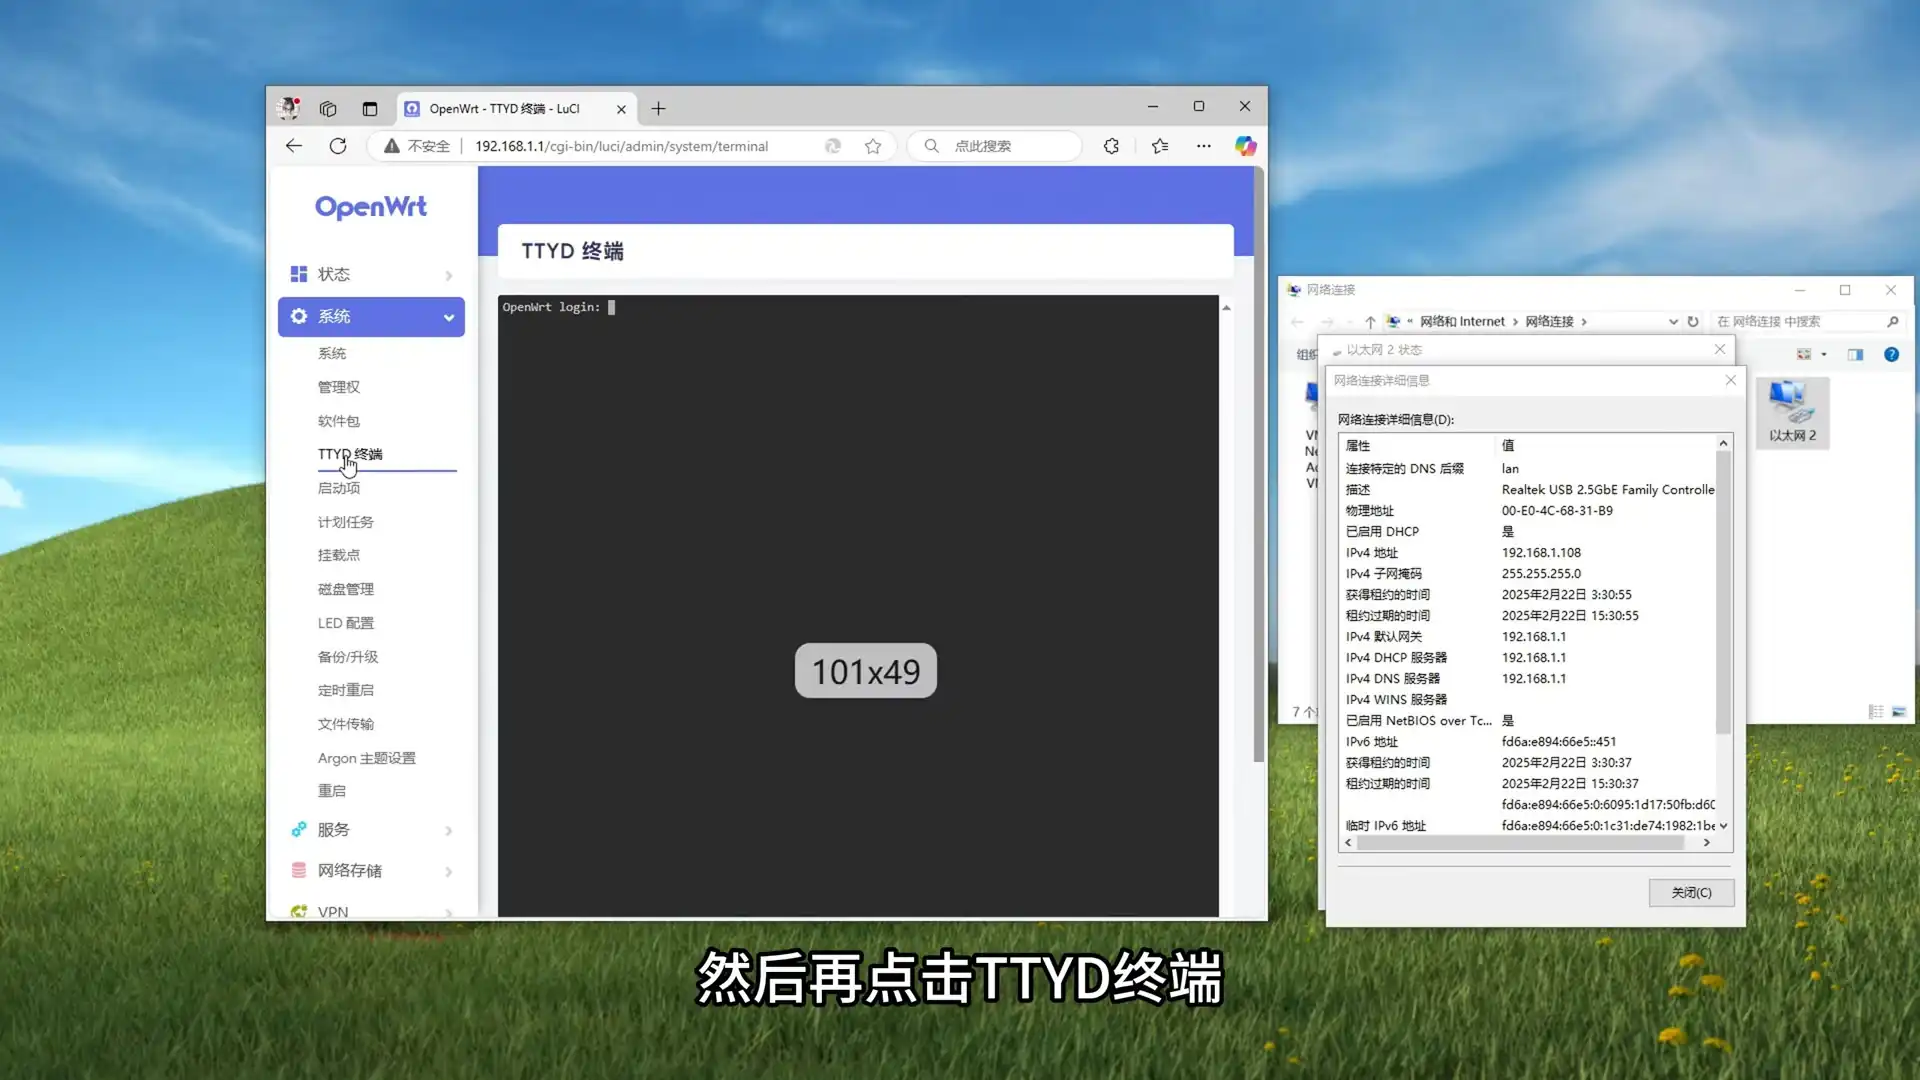 OpenWrt - TTYD 终端 - LuCI
不安全
192.168.1.1/cgi-bin/luci/admin/system/terminal
点此搜索
OpenWrt
状态
系统
系统
管理权
软件包
TTYD 终端
启动项
计划任务
挂载点
磁盘管理
LED 配置
备份/升级
定时重启
文件传输
Argon 主题设置
重启
服务
网络存储
VPN
TTYD 终端
OpenWrt login:
101x49
网络连接
« 网络和 Internet › 网络连接 ›
在 网络连接 中搜索
组织
以太网 2 状态
网络连接详细信息
网络连接详细信息(D):
属性 值
连接特定的 DNS 后缀 lan
描述 Realtek USB 2.5GbE Family Controlle
物理地址 00-E0-4C-68-31-B9
已启用 DHCP 是
IPv4 地址 192.168.1.108
IPv4 子网掩码 255.255.255.0
获得租约的时间 2025年2月22日 3:30:55
租约过期的时间 2025年2月22日 15:30:55
IPv4 默认网关 192.168.1.1
IPv4 DHCP 服务器 192.168.1.1
IPv4 DNS 服务器 192.168.1.1
IPv4 WINS 服务器
已启用 NetBIOS over Tc... 是
IPv6 地址 fd6a:e894:66e5::451
获得租约的时间 2025年2月22日 3:30:37
租约过期的时间 2025年2月22日 15:30:37
fd6a:e894:66e5:0:6095:1d17:50fb:d60
临时 IPv6 地址 fd6a:e894:66e5:0:1c31:de74:1982:1be
关闭(C)
以太网 2
7 个
然后再点击TTYD终端